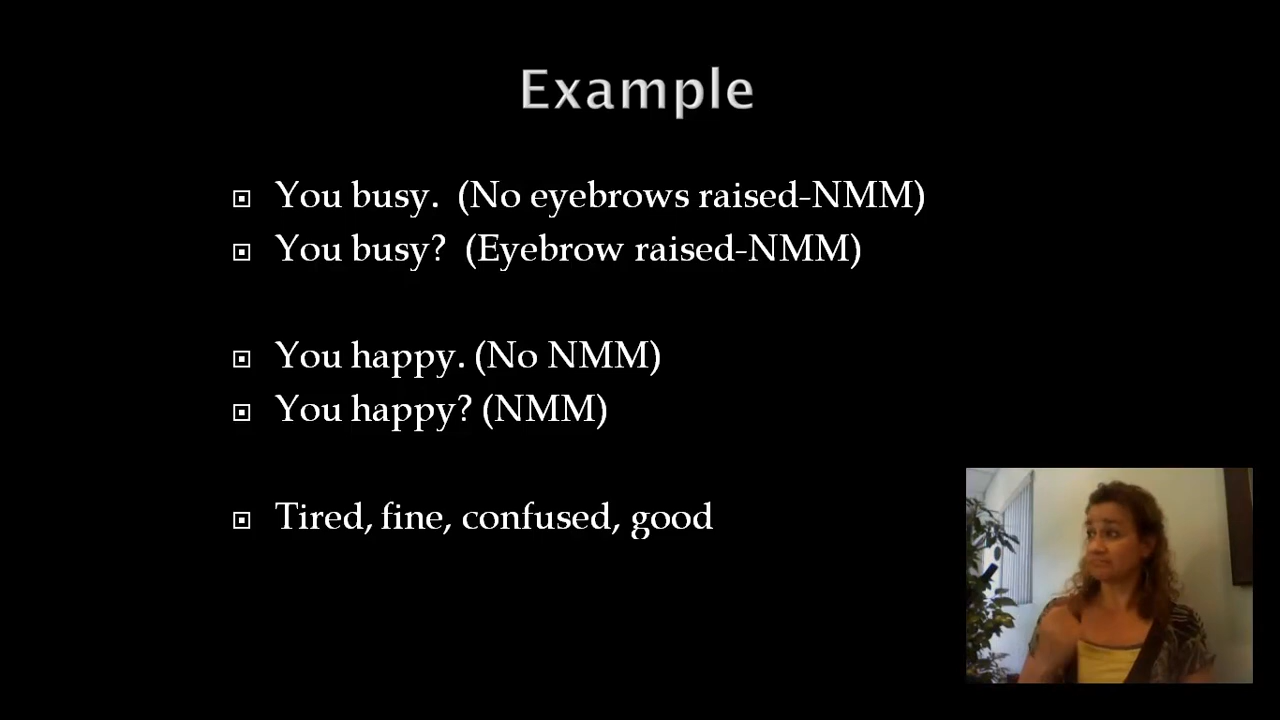 Example
You busy. (No eyebrows raised-NMM)
You busy? (Eyebrow raised-NMM)
You happy. (No NMM)
You happy? (NMM)
Tired, fine, confused, good